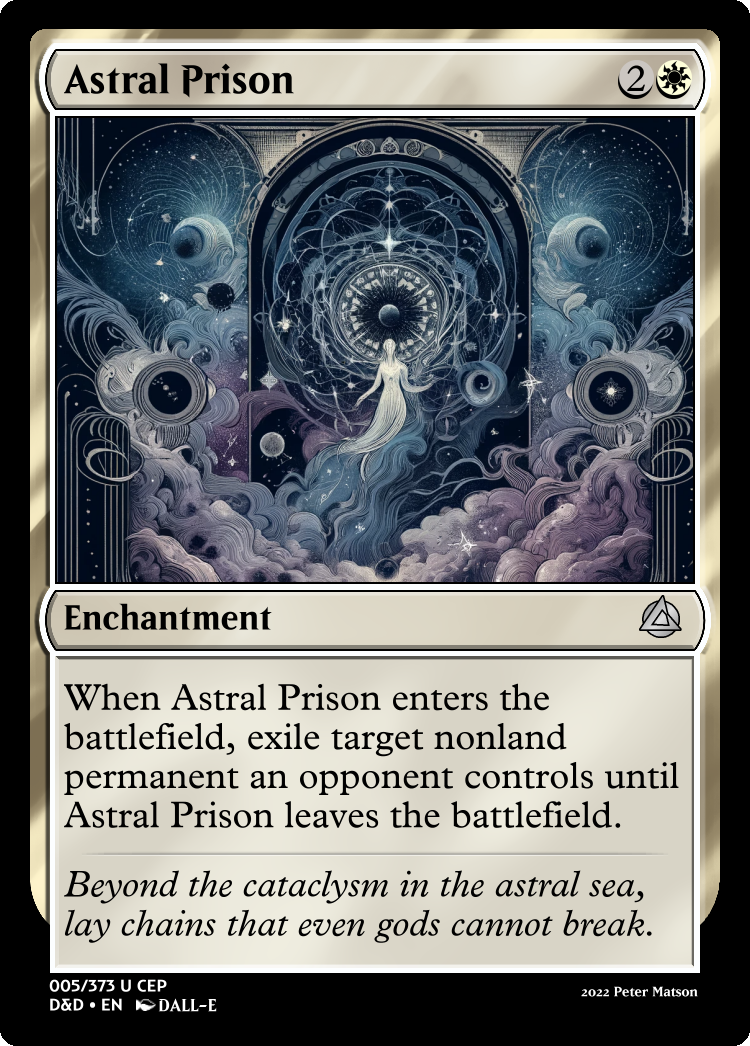 Astral Prison 2
Enchantment
When Astral Prison enters the
battlefield, exile target nonland
permanent an opponent controls until
Astral Prison leaves the battlefield.
Beyond the cataclysm in the astral sea,
lay chains that even gods cannot break.
005/373 U CEP
D&D • EN DALL-E
2022 Peter Matson